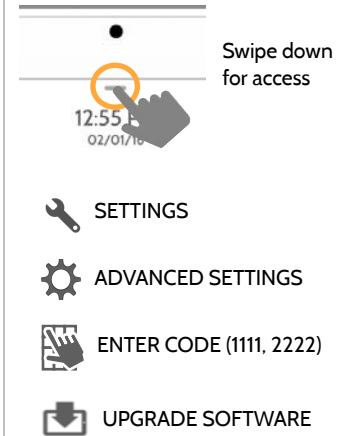 Swipe down
for access
12:55
02/01/1
SETTINGS
ADVANCED SETTINGS
ENTER CODE (1111, 2222)
UPGRADE SOFTWARE